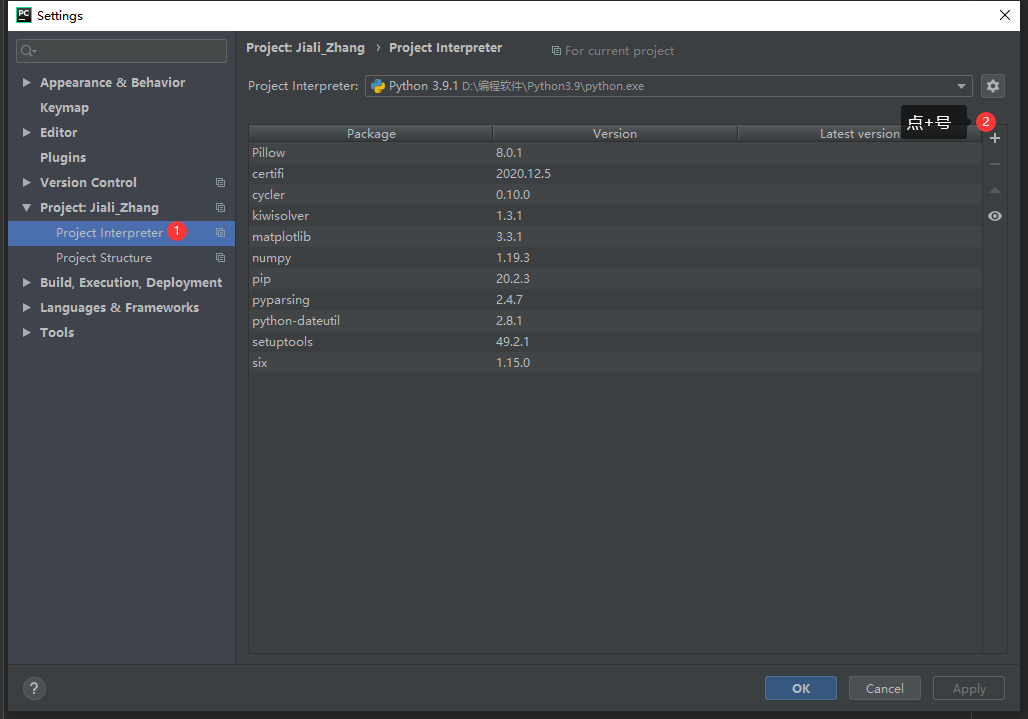 PC Settings
Project: Jiali_Zhang › Project Interpreter For current project
Appearance & Behavior
Keymap
Editor
Plugins
Version Control
Project: Jiali_Zhang
Project Interpreter 1
Project Structure
Build, Execution, Deployment
Languages & Frameworks
Tools
Project Interpreter: Python 3.9.1 D:\编程软件\Python3.9\python.exe
点+号 2
Package Version Latest version
Pillow 8.0.1
certifi 2020.12.5
cycler 0.10.0
kiwisolver 1.3.1
matplotlib 3.3.1
numpy 1.19.3
pip 20.2.3
pyparsing 2.4.7
python-dateutil 2.8.1
setuptools 49.2.1
six 1.15.0
? OK Cancel Apply